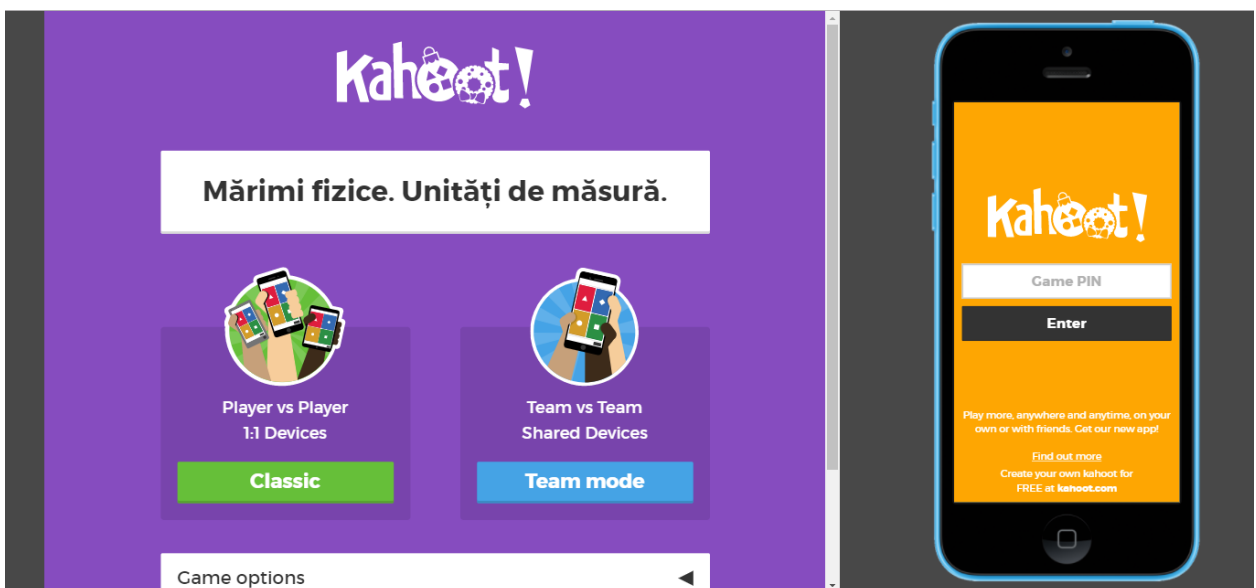 Kahoot!
Mărimi fizice. Unități de măsură.
Player vs Player
1:1 Devices
Classic
Team vs Team
Shared Devices
Team mode
Game options
Kahoot!
Game PIN
Enter
Play more, anywhere and anytime, on your
own or with friends. Get our new app!
Find out more
Create your own kahoot for
FREE at kahoot.com